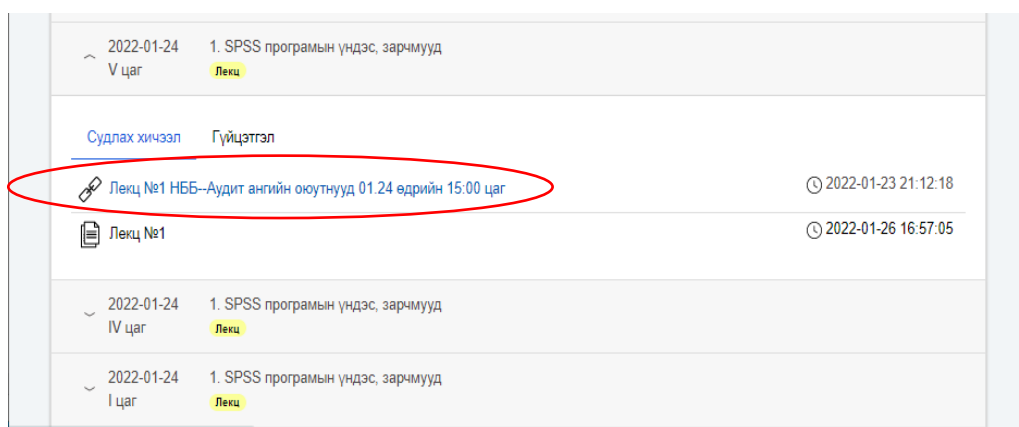 2022-01-24 1. SPSS програмын үндэс, зарчмууд
V цаг Лекц
Судлах хичээл Гүйцэтгэл
Лекц №1 НББ--Аудит ангийн оюутнууд 01.24 өдрийн 15:00 цаг 2022-01-23 21:12:18
Лекц №1 2022-01-26 16:57:05
2022-01-24 1. SPSS програмын үндэс, зарчмууд
IV цаг Лекц
2022-01-24 1. SPSS програмын үндэс, зарчмууд
I цаг Лекц